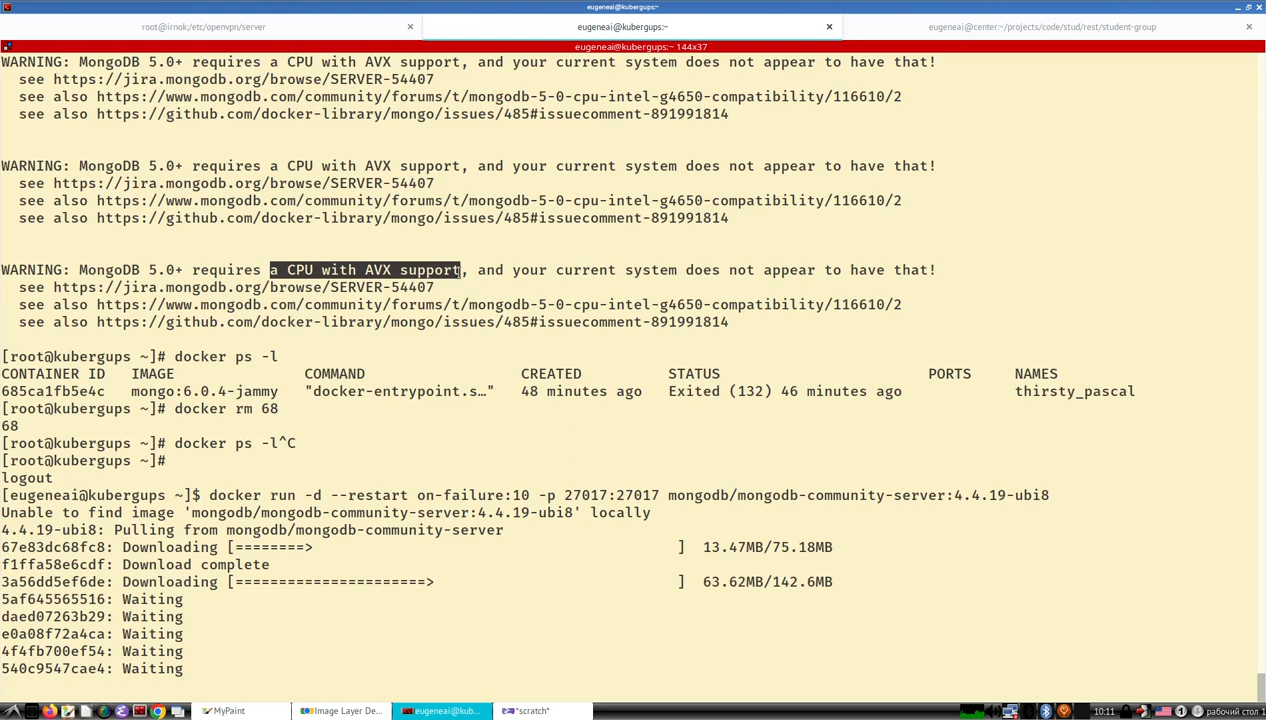 eugeneai@kubergups:~
root@irnok:/etc/openvpn/server
eugeneai@kubergups:~
eugeneai@center:~/projects/code/stud/rest/student-group
eugeneai@kubergups:~ 144x37
WARNING: MongoDB 5.0+ requires a CPU with AVX support, and your current system does not appear to have that!
  see https://jira.mongodb.org/browse/SERVER-54407
  see also https://www.mongodb.com/community/forums/t/mongodb-5-0-cpu-intel-g4650-compatibility/116610/2
  see also https://github.com/docker-library/mongo/issues/485#issuecomment-891991814
WARNING: MongoDB 5.0+ requires a CPU with AVX support, and your current system does not appear to have that!
  see https://jira.mongodb.org/browse/SERVER-54407
  see also https://www.mongodb.com/community/forums/t/mongodb-5-0-cpu-intel-g4650-compatibility/116610/2
  see also https://github.com/docker-library/mongo/issues/485#issuecomment-891991814
WARNING: MongoDB 5.0+ requires a CPU with AVX support, and your current system does not appear to have that!
  see https://jira.mongodb.org/browse/SERVER-54407
  see also https://www.mongodb.com/community/forums/t/mongodb-5-0-cpu-intel-g4650-compatibility/116610/2
  see also https://github.com/docker-library/mongo/issues/485#issuecomment-891991814
[root@kubergups ~]# docker ps -l
CONTAINER ID   IMAGE               COMMAND                  CREATED          STATUS                        PORTS     NAMES
685ca1fb5e4c   mongo:6.0.4-jammy   "docker-entrypoint.s…"   48 minutes ago   Exited (132) 46 minutes ago             thirsty_pascal
[root@kubergups ~]# docker rm 68
68
[root@kubergups ~]# docker ps -l^C
[root@kubergups ~]#
logout
[eugeneai@kubergups ~]$ docker run -d --restart on-failure:10 -p 27017:27017 mongodb/mongodb-community-server:4.4.19-ubi8
Unable to find image 'mongodb/mongodb-community-server:4.4.19-ubi8' locally
4.4.19-ubi8: Pulling from mongodb/mongodb-community-server
67e83dc68fc8: Downloading [========>                                          ]  13.47MB/75.18MB
f1ffa58e6cdf: Download complete
3a56dd5ef6de: Downloading [======================>                            ]  63.62MB/142.6MB
5af645565516: Waiting
daed07263b29: Waiting
e0a08f72a4ca: Waiting
4f4fb700ef54: Waiting
540c9547cae4: Waiting
MyPaint
Image Layer De...
eugeneai@kub...
*scratch*
10:11
рабочий стол 1